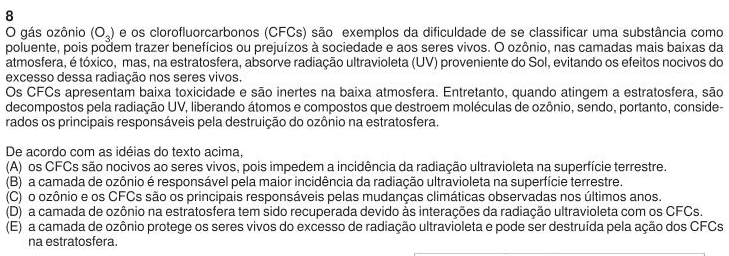 8
O gás ozônio (O₃) e os clorofluorcarbonos (CFCs) são exemplos da dificuldade de se classificar uma substância como
poluente, pois podem trazer benefícios ou prejuízos à sociedade e aos seres vivos. O ozônio, nas camadas mais baixas da
atmosfera, é tóxico, mas, na estratosfera, absorve radiação ultravioleta (UV) proveniente do Sol, evitando os efeitos nocivos do
excesso dessa radiação nos seres vivos.
Os CFCs apresentam baixa toxicidade e são inertes na baixa atmosfera. Entretanto, quando atingem a estratosfera, são
decompostos pela radiação UV, liberando átomos e compostos que destroem moléculas de ozônio, sendo, portanto, conside-
rados os principais responsáveis pela destruição do ozônio na estratosfera.
De acordo com as idéias do texto acima,
(A) os CFCs são nocivos ao seres vivos, pois impedem a incidência da radiação ultravioleta na superfície terrestre.
(B) a camada de ozônio é responsável pela maior incidência da radiação ultravioleta na superfície terrestre.
(C) o ozônio e os CFCs são os principais responsáveis pelas mudanças climáticas observadas nos últimos anos.
(D) a camada de ozônio na estratosfera tem sido recuperada devido às interações da radiação ultravioleta com os CFCs.
(E) a camada de ozônio protege os seres vivos do excesso de radiação ultravioleta e pode ser destruída pela ação dos CFCs
na estratosfera.